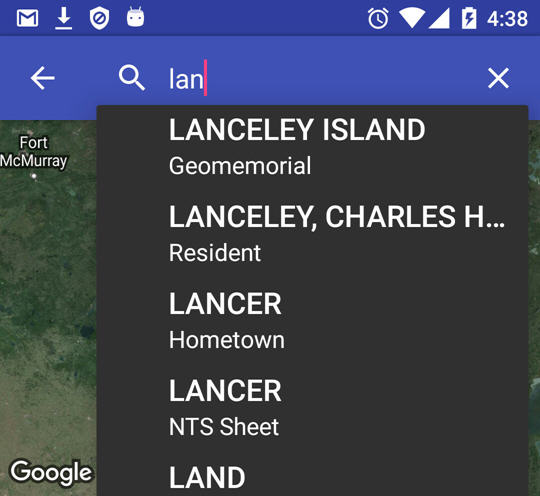 4:38
lan
Fort
McMurray
LANCELEY ISLAND
Geomemorial
LANCELEY, CHARLES H...
Resident
LANCER
Hometown
LANCER
NTS Sheet
LAND
Google